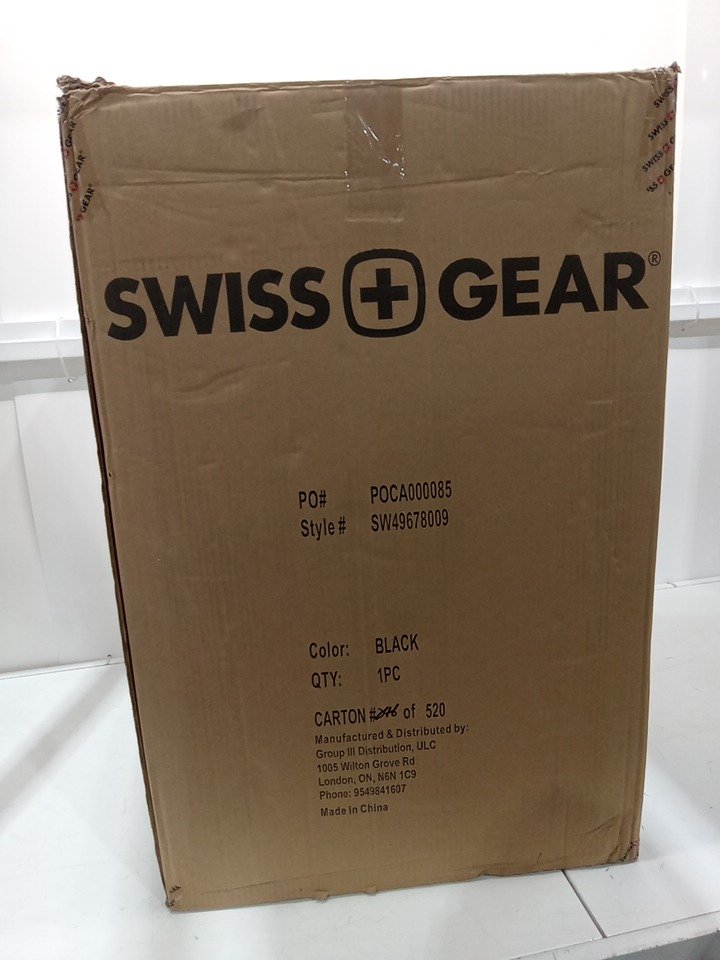 SWISS GEAR®
PO# POCA000085
Style # SW49678009
Color: BLACK
QTY: 1PC
CARTON #246 of 520
Manufactured & Distributed by:
Group III Distribution, ULC
1005 Wilton Grove Rd
London, ON, N6N 1C9
Phone: 9549841607
Made In China